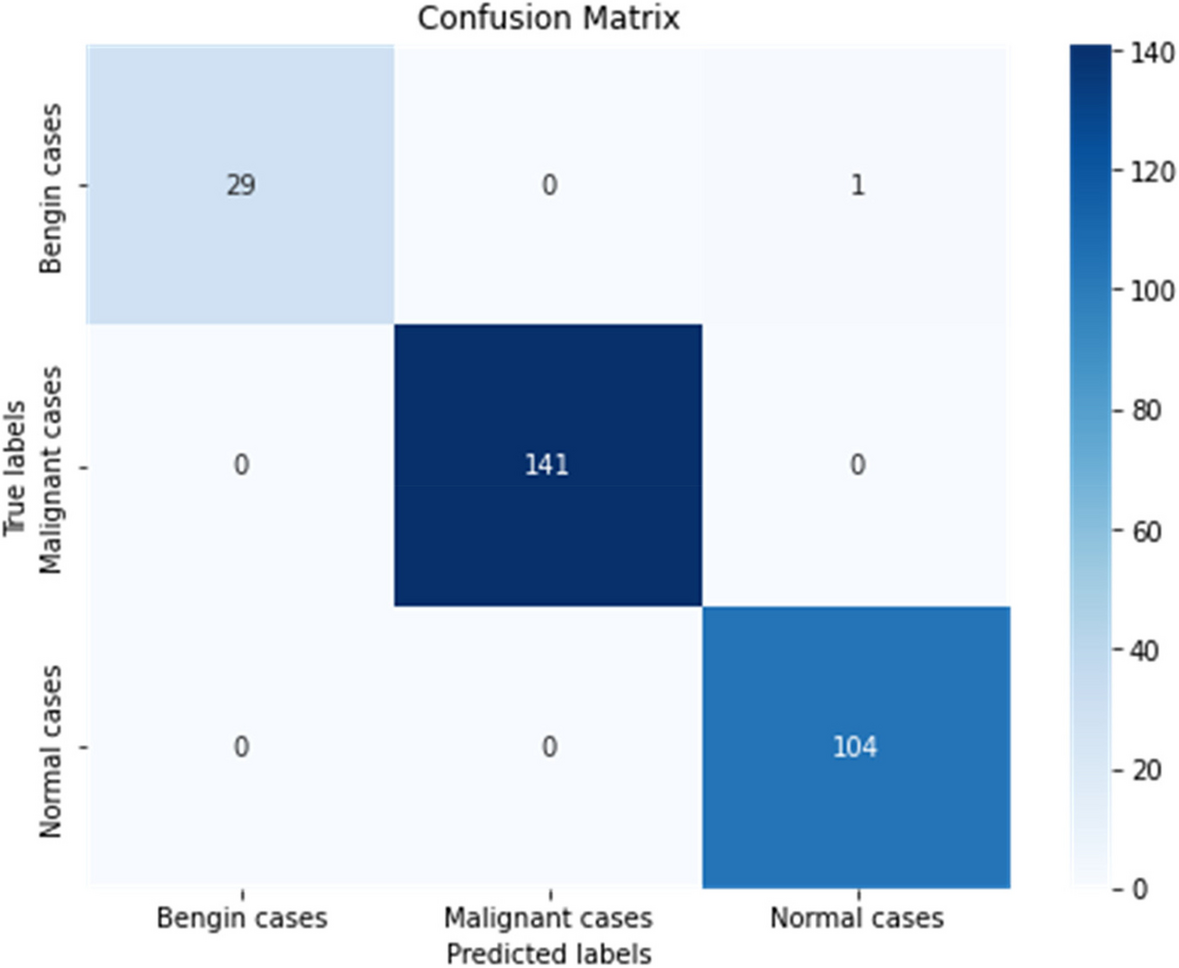 Confusion Matrix
True labels
Bengin cases
29 0 1
Malignant cases
0 141 0
Normal cases
0 0 104
Bengin cases Malignant cases Normal cases
Predicted labels
140
120
100
80
60
40
20
0